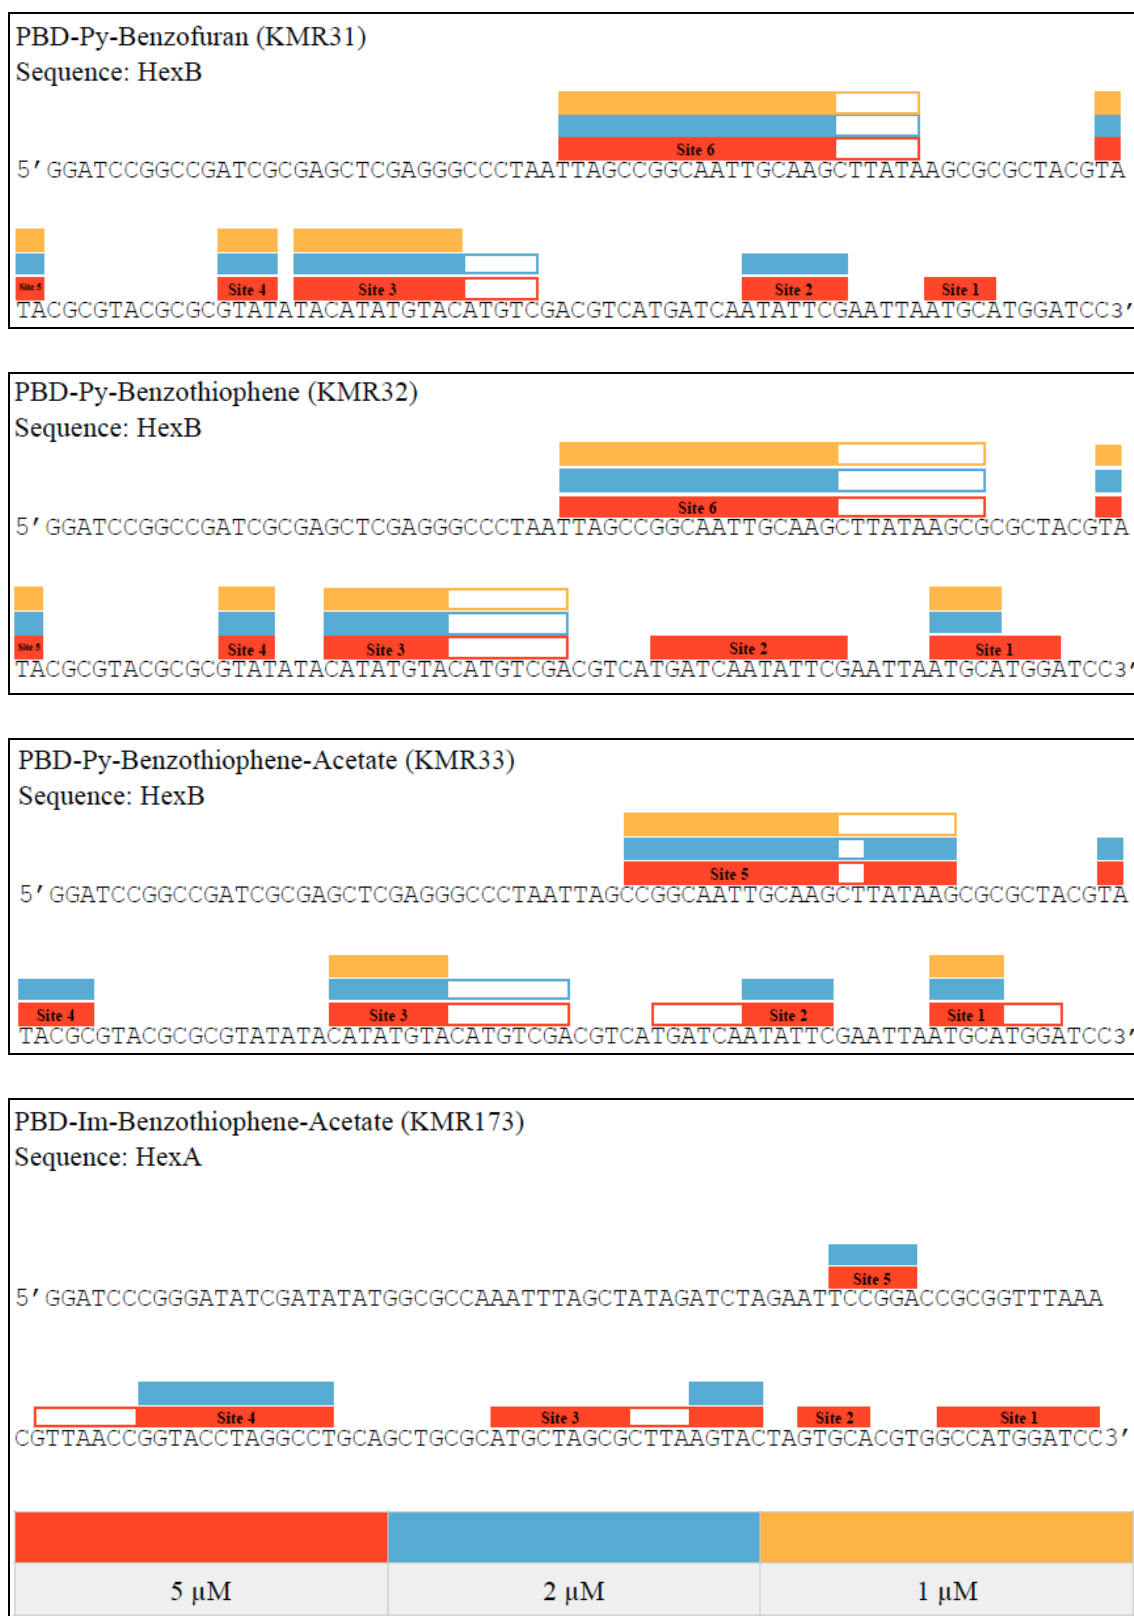 PBD-Py-Benzofuran (KMR31)
Sequence: HexB
Site 6
5'GGATCCGGCCGATCGCGAGCTCGAGGGCCCTAATTAGCCGGCAATTGCAAGCTTATAAGCGCGCTACGTA
Site 5 Site 4 Site 3 Site 2 Site 1
TACGCGTACGCGCGTATATACATATGTACATGTCGACGTCATGATCAATATTCGAATTAATGCATGGATCC3'
PBD-Py-Benzothiophene (KMR32)
Sequence: HexB
Site 6
5'GGATCCGGCCGATCGCGAGCTCGAGGGCCCTAATTAGCCGGCAATTGCAAGCTTATAAGCGCGCTACGTA
Site 5 Site 4 Site 3 Site 2 Site 1
TACGCGTACGCGCGTATATACATATGTACATGTCGACGTCATGATCAATATTCGAATTAATGCATGGATCC3'
PBD-Py-Benzothiophene-Acetate (KMR33)
Sequence: HexB
Site 5
5'GGATCCGGCCGATCGCGAGCTCGAGGGCCCTAATTAGCCGGCAATTGCAAGCTTATAAGCGCGCTACGTA
Site 4 Site 3 Site 2 Site 1
TACGCGTACGCGCGTATATACATATGTACATGTCGACGTCATGATCAATATTCGAATTAATGCATGGATCC3'
PBD-Im-Benzothiophene-Acetate (KMR173)
Sequence: HexA
Site 5
5'GGATCCCGGGATATCGATATATGGCGCCAAATTTAGCTATAGATCTAGAATTCCGGACCGCGGTTTAAA
Site 4 Site 3 Site 2 Site 1
CGTTAACCGGTACCTAGGCCTGCAGCTGCGCATGCTAGCGCTTAAGTACTAGTGCACGTGGCCATGGATCC3'
5 µM 2 µM 1 µM